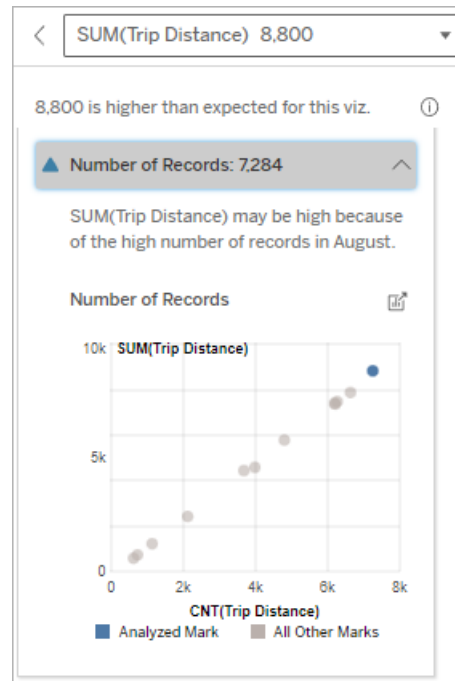 SUM(Trip Distance) 8,800
8,800 is higher than expected for this viz.
Number of Records: 7,284
SUM(Trip Distance) may be high because
of the high number of records in August.
Number of Records
10k SUM(Trip Distance)
5k
0
0 2k 4k 6k 8k
CNT(Trip Distance)
Analyzed Mark All Other Marks